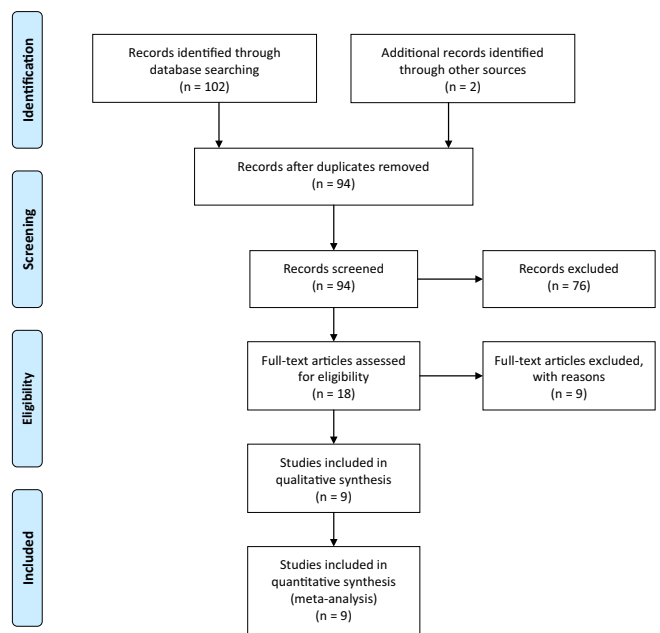 Identification
Records identified through
database searching
(n = 102)
Additional records identified
through other sources
(n = 2)
Records after duplicates removed
(n = 94)
Screening
Records screened
(n = 94)
Records excluded
(n = 76)
Eligibility
Full-text articles assessed
for eligibility
(n = 18)
Full-text articles excluded,
with reasons
(n = 9)
Studies included in
qualitative synthesis
(n = 9)
Included
Studies included in
quantitative synthesis
(meta-analysis)
(n = 9)